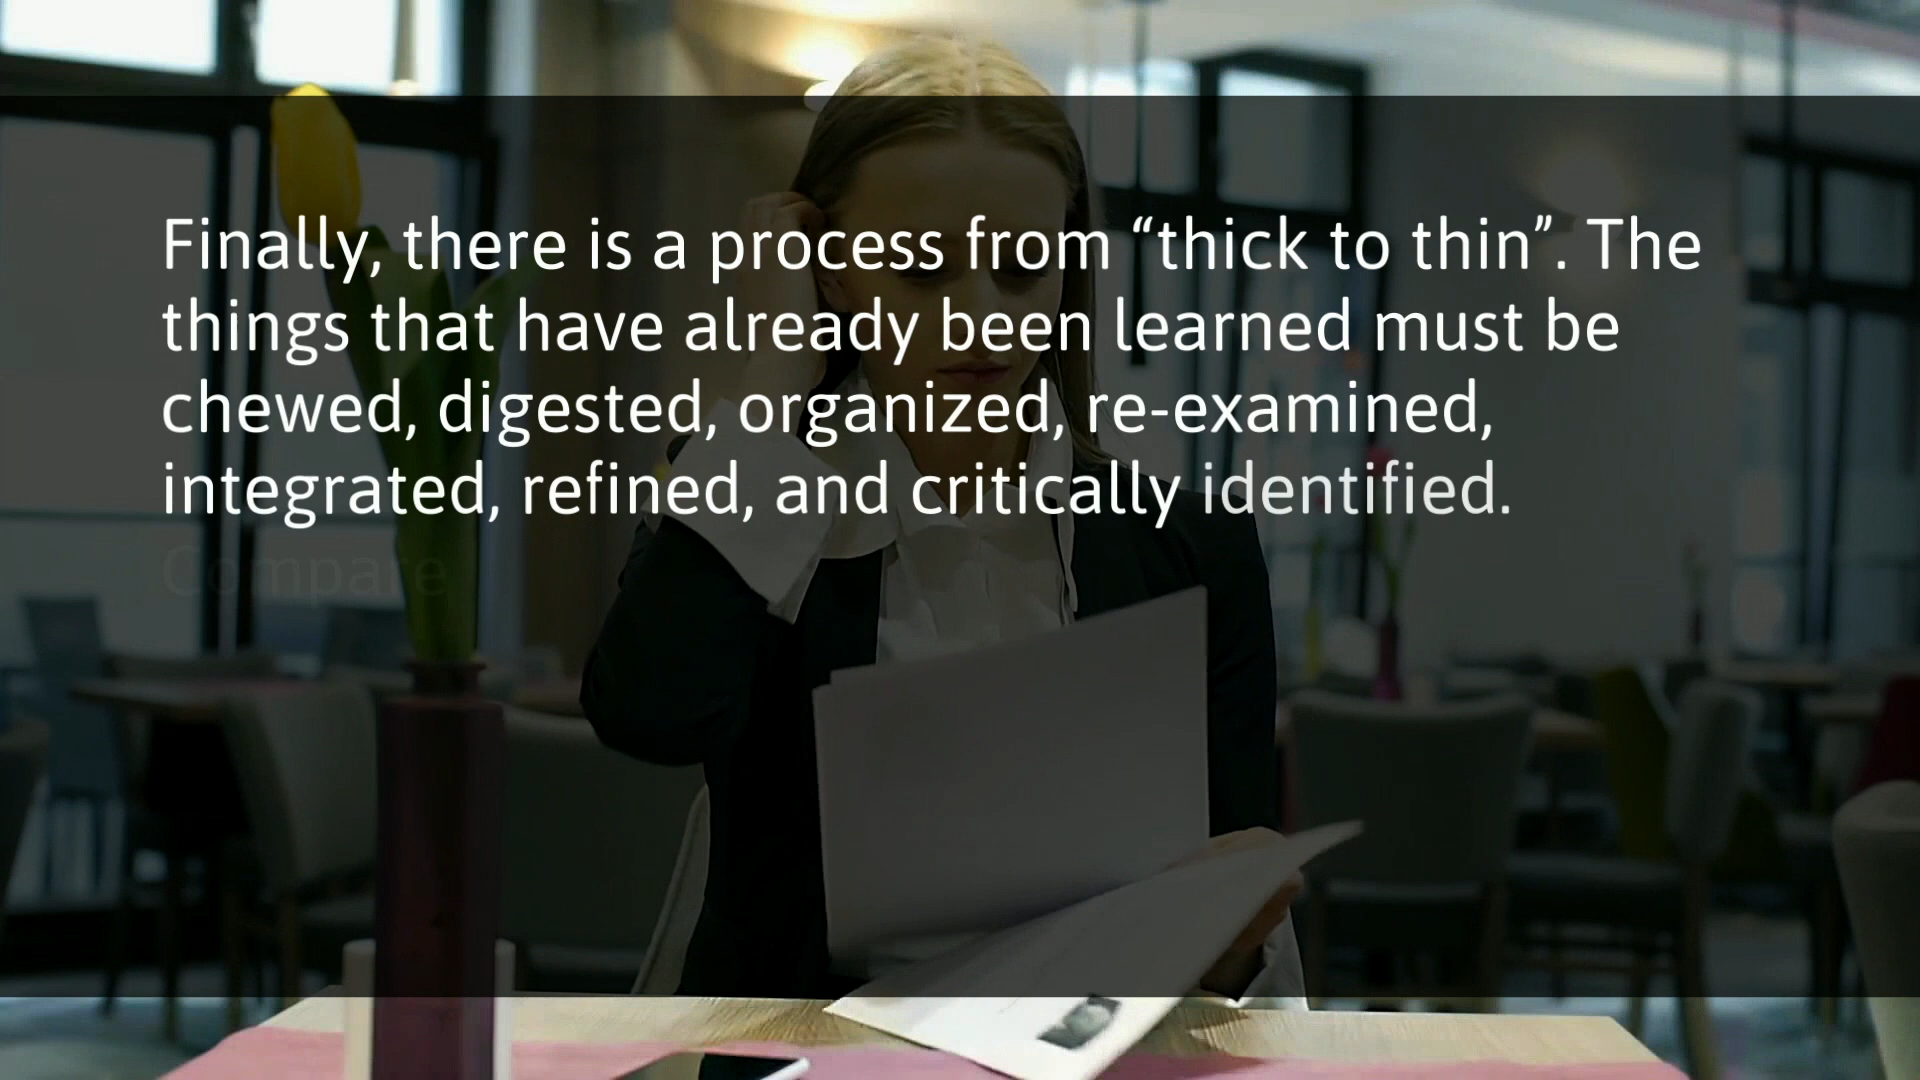 Finally, there is a process from “thick to thin”. The
things that have already been learned must be
chewed, digested, organized, re-examined,
integrated, refined, and critically identified.
Compare